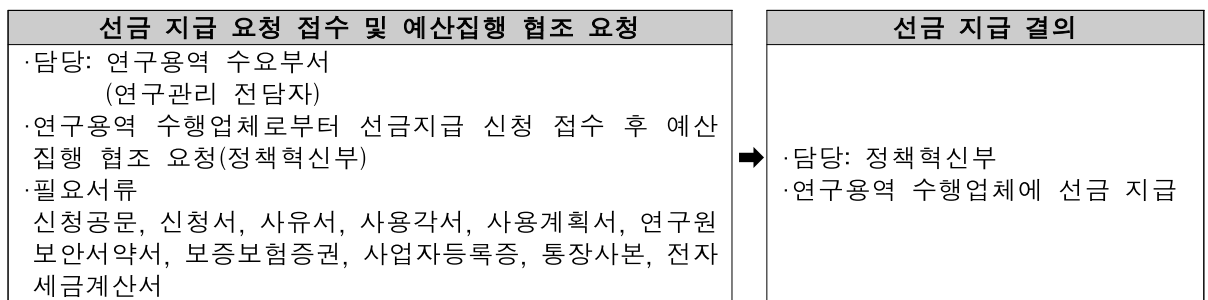 선금 지급 요청 접수 및 예산집행 협조 요청
·담당: 연구용역 수요부서
(연구관리 전담자)
·연구용역 수행업체로부터 선금지급 신청 접수 후 예산
집행 협조 요청(정책혁신부)
·필요서류
신청공문, 신청서, 사유서, 사용각서, 사용계획서, 연구원
보안서약서, 보증보험증권, 사업자등록증, 통장사본, 전자
세금계산서
➡
선금 지급 결의
·담당: 정책혁신부
·연구용역 수행업체에 선금 지급